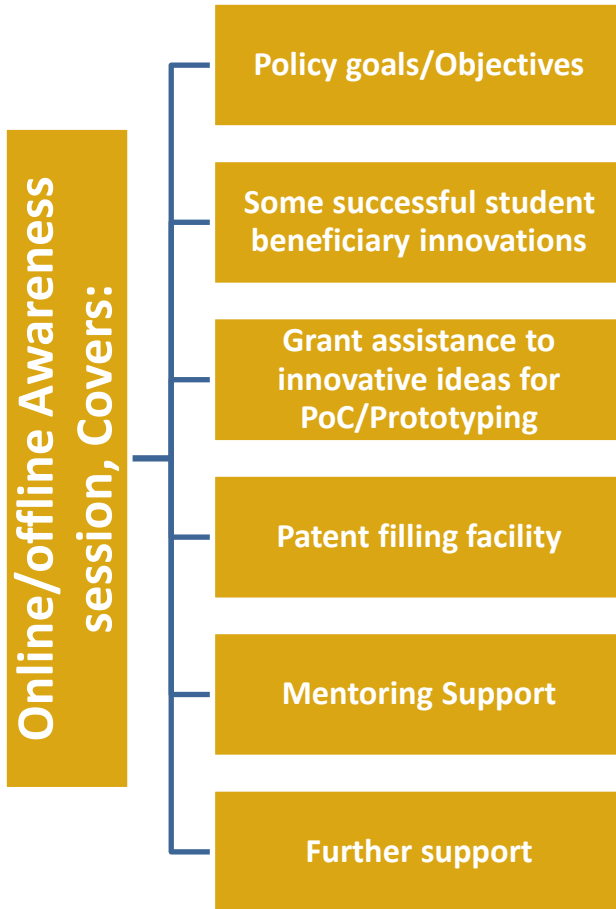 Online/offline Awareness
session, Covers:
Policy goals/Objectives
Some successful student
beneficiary innovations
Grant assistance to
innovative ideas for
PoC/Prototyping
Patent filling facility
Mentoring Support
Further support